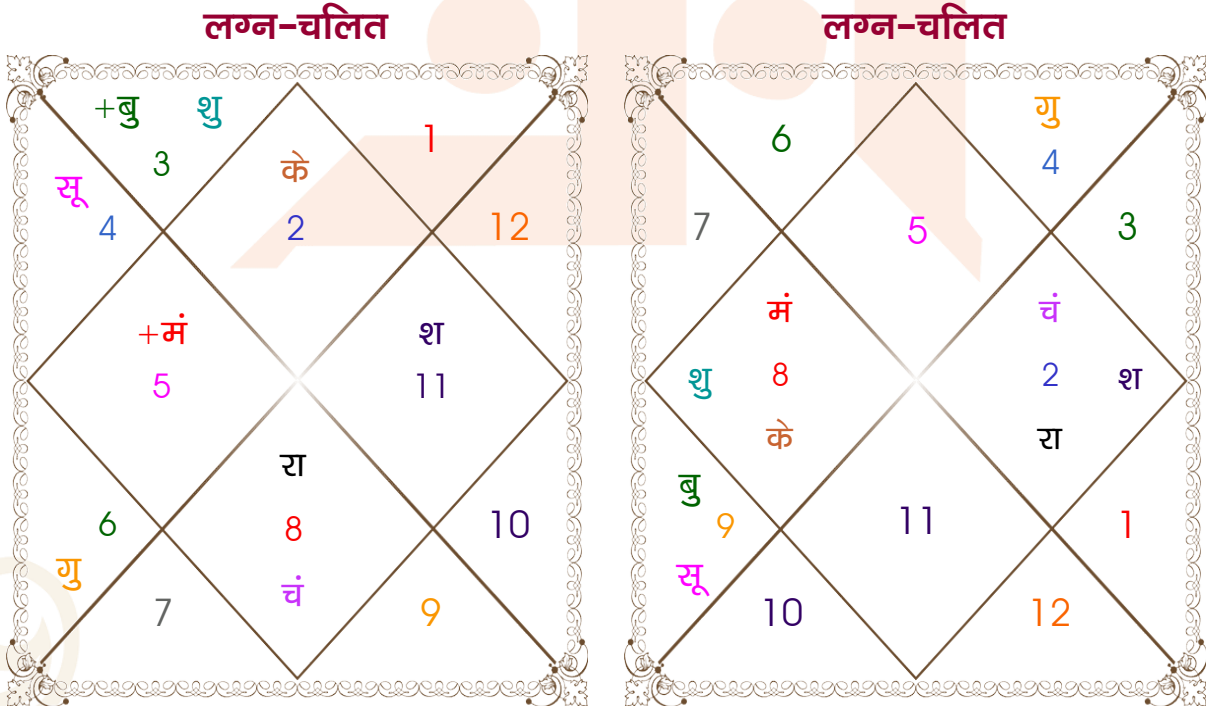 लग्न-चलित
+बु शु
3
सू
4
के
2
1
12
+मं
5
श
11
रा
8
चं
6
गु
7
10
9
लग्न-चलित
6
7
5
गु
4
3
मं
शु 8
के
चं
2 श
रा
बु
9
सू
10
11
1
12